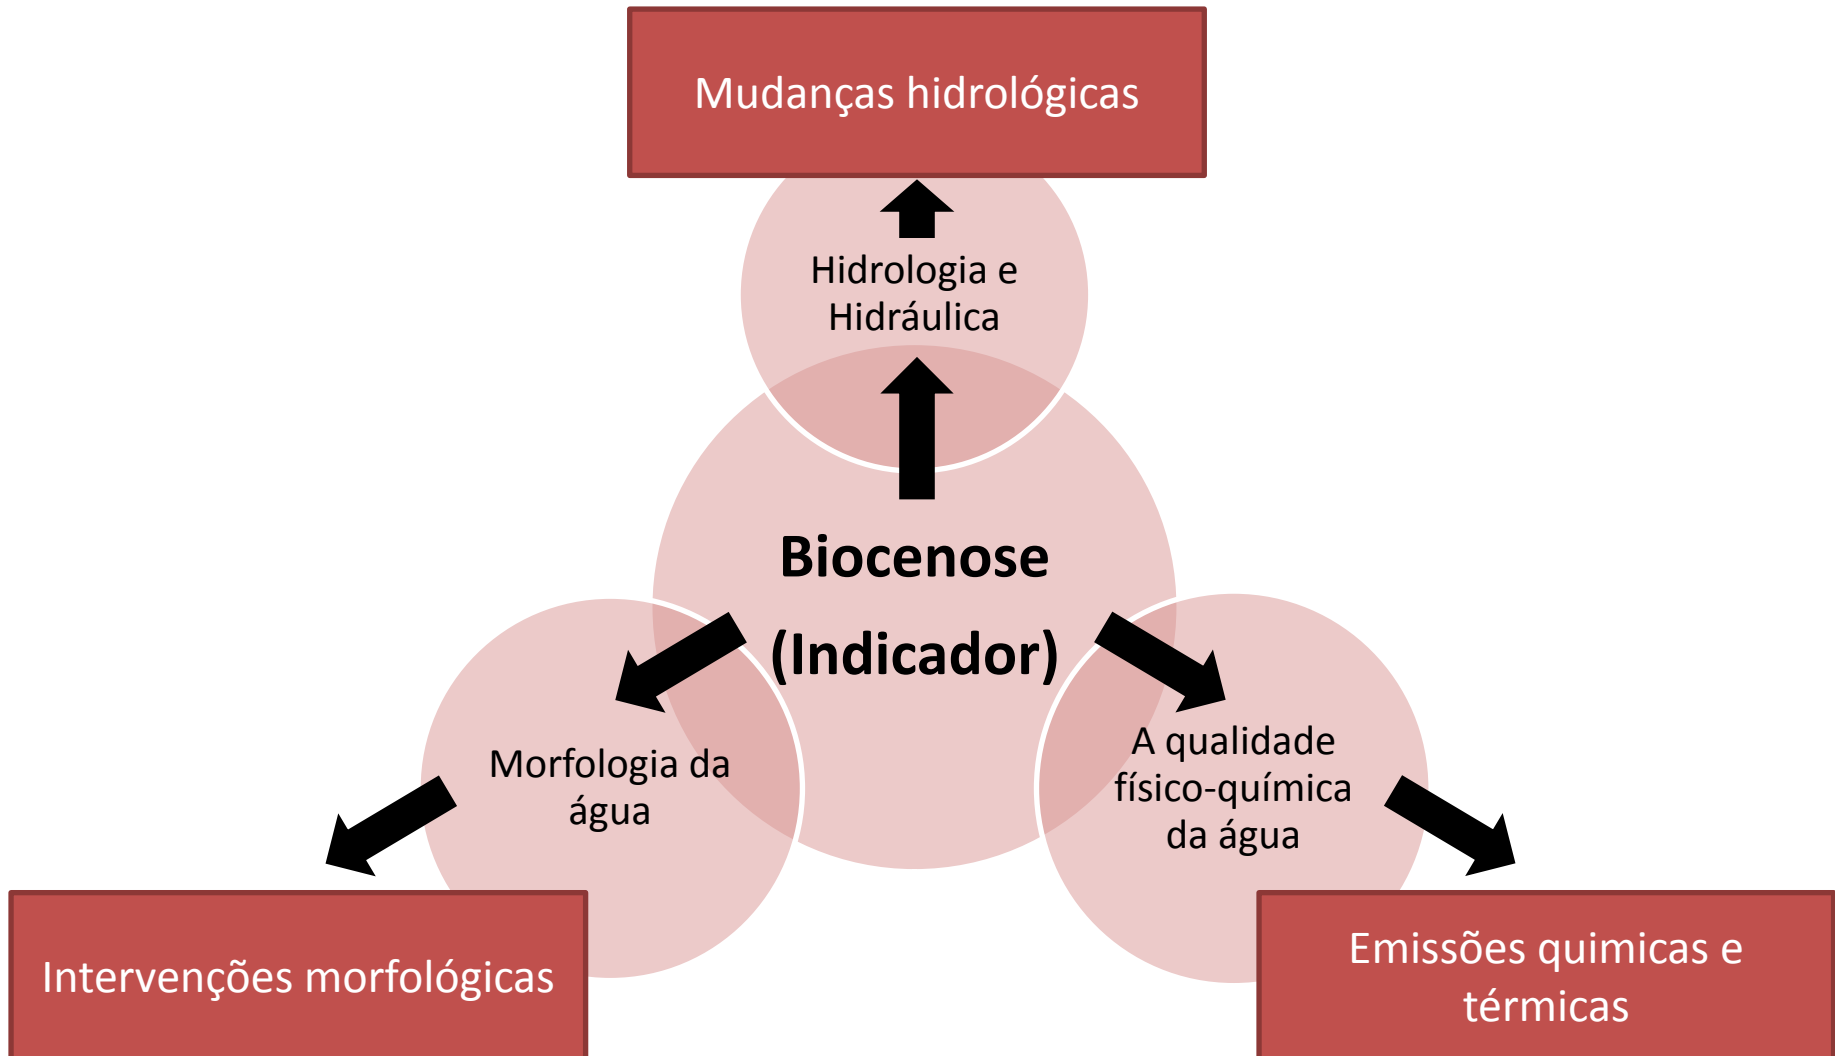 Mudanças hidrológicas
Hidrologia e
Hidráulica
Biocenose
(Indicador)
Morfologia da
água
A qualidade
físico-química
da água
Intervenções morfológicas
Emissões quimicas e
térmicas